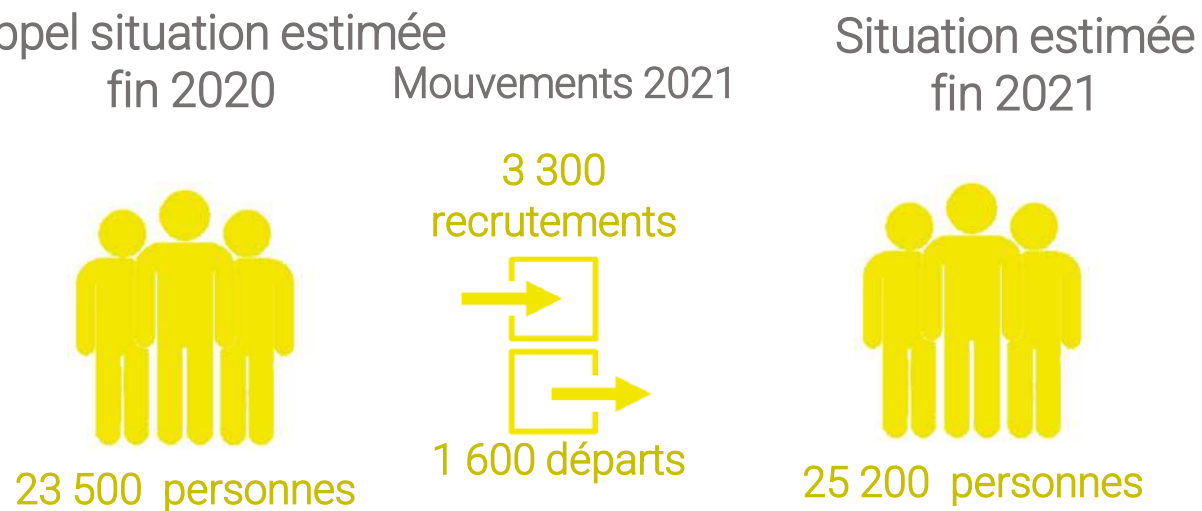 ppel situation estimée
fin 2020
Mouvements 2021
Situation estimée
fin 2021
3 300
recrutements
1 600 départs
23 500 personnes
25 200 personnes